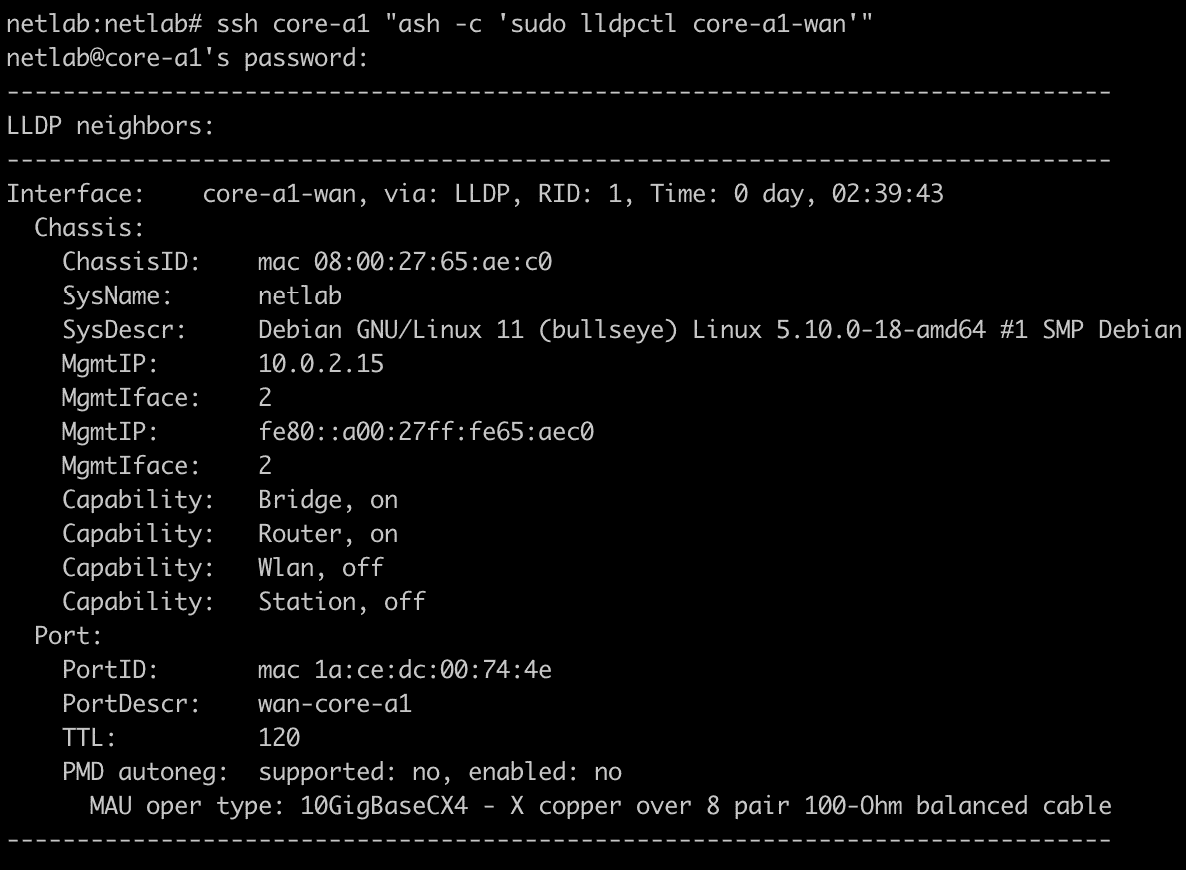 netlab:netlab# ssh core-a1 "ash -c 'sudo lldpctl core-a1-wan'"
netlab@core-a1's password:
-------------------------------------------------------------------------------
LLDP neighbors:
-------------------------------------------------------------------------------
Interface:    core-a1-wan, via: LLDP, RID: 1, Time: 0 day, 02:39:43
  Chassis:
    ChassisID:    mac 08:00:27:65:ae:c0
    SysName:      netlab
    SysDescr:     Debian GNU/Linux 11 (bullseye) Linux 5.10.0-18-amd64 #1 SMP Debian
    MgmtIP:       10.0.2.15
    MgmtIface:    2
    MgmtIP:       fe80::a00:27ff:fe65:aec0
    MgmtIface:    2
    Capability:   Bridge, on
    Capability:   Router, on
    Capability:   Wlan, off
    Capability:   Station, off
  Port:
    PortID:       mac 1a:ce:dc:00:74:4e
    PortDescr:    wan-core-a1
    TTL:          120
    PMD autoneg:  supported: no, enabled: no
      MAU oper type: 10GigBaseCX4 - X copper over 8 pair 100-Ohm balanced cable
-------------------------------------------------------------------------------